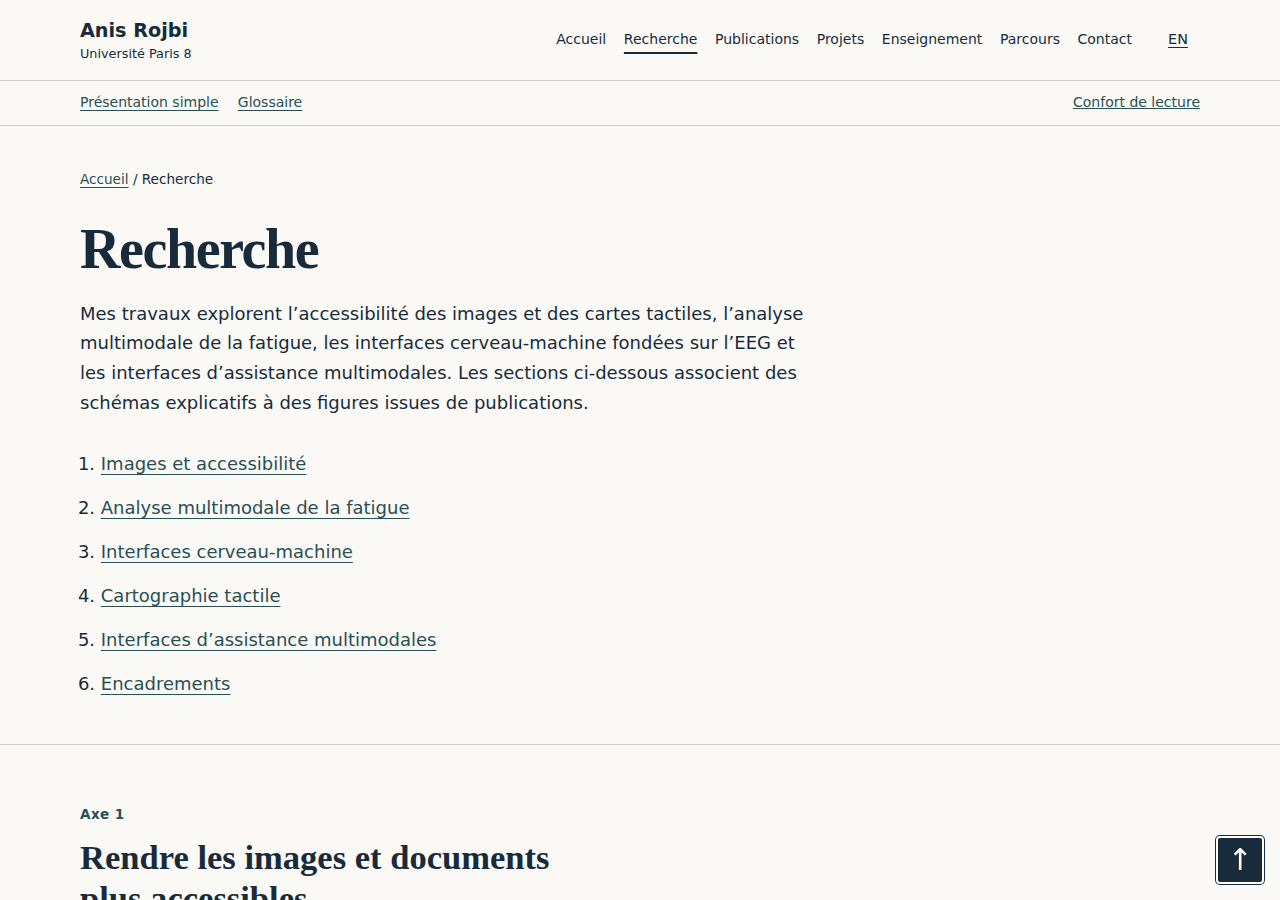 Anis Rojbi
Université Paris 8
Accueil Recherche Publications Projets Enseignement Parcours Contact EN
Présentation simple Glossaire Confort de lecture
Accueil / Recherche
Recherche
Mes travaux explorent l’accessibilité des images et des cartes tactiles, l’analyse
multimodale de la fatigue, les interfaces cerveau-machine fondées sur l’EEG et
les interfaces d’assistance multimodales. Les sections ci-dessous associent des
schémas explicatifs à des figures issues de publications.
1. Images et accessibilité
2. Analyse multimodale de la fatigue
3. Interfaces cerveau-machine
4. Cartographie tactile
5. Interfaces d’assistance multimodales
6. Encadrements
Axe 1
Rendre les images et documents
plus accessibles
↑